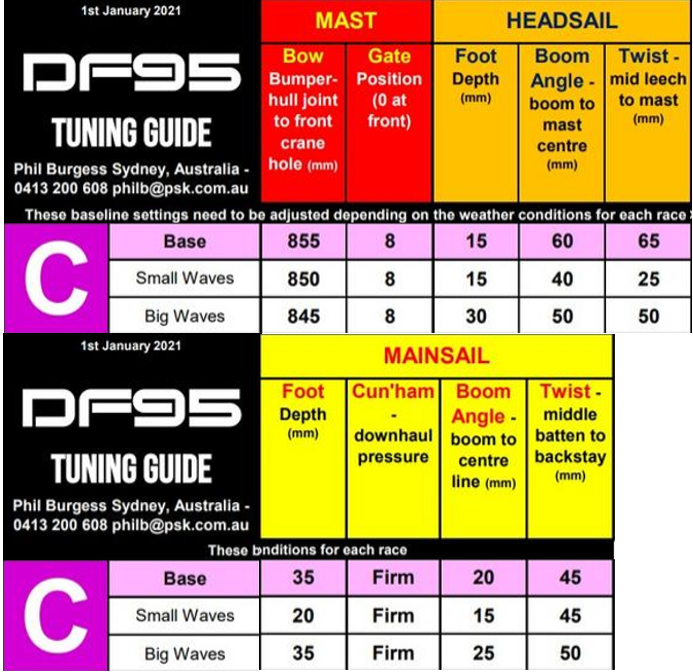 1st January 2021
DF95
TUNING GUIDE
Phil Burgess Sydney, Australia -
0413 200 608 philb@psk.com.au
MAST
HEADSAIL
Bow
Bumper-
hull joint
to front
crane
hole (mm)
Gate
Position
(0 at
front)
Foot
Depth
(mm)
Boom
Angle -
boom to
mast
centre
(mm)
Twist -
mid leech
to mast
(mm)
These baseline settings need to be adjusted depending on the weather conditions for each race
C
Base 855 8 15 60 65
Small Waves 850 8 15 40 25
Big Waves 845 8 30 50 50
1st January 2021
DF95
TUNING GUIDE
Phil Burgess Sydney, Australia -
0413 200 608 philb@psk.com.au
MAINSAIL
Foot
Depth
(mm)
Cun'ham
-
downhaul
pressure
Boom
Angle -
boom to
centre
line (mm)
Twist -
middle
batten to
backstay
(mm)
These bnditions for each race
C
Base 35 Firm 20 45
Small Waves 20 Firm 15 45
Big Waves 35 Firm 25 50